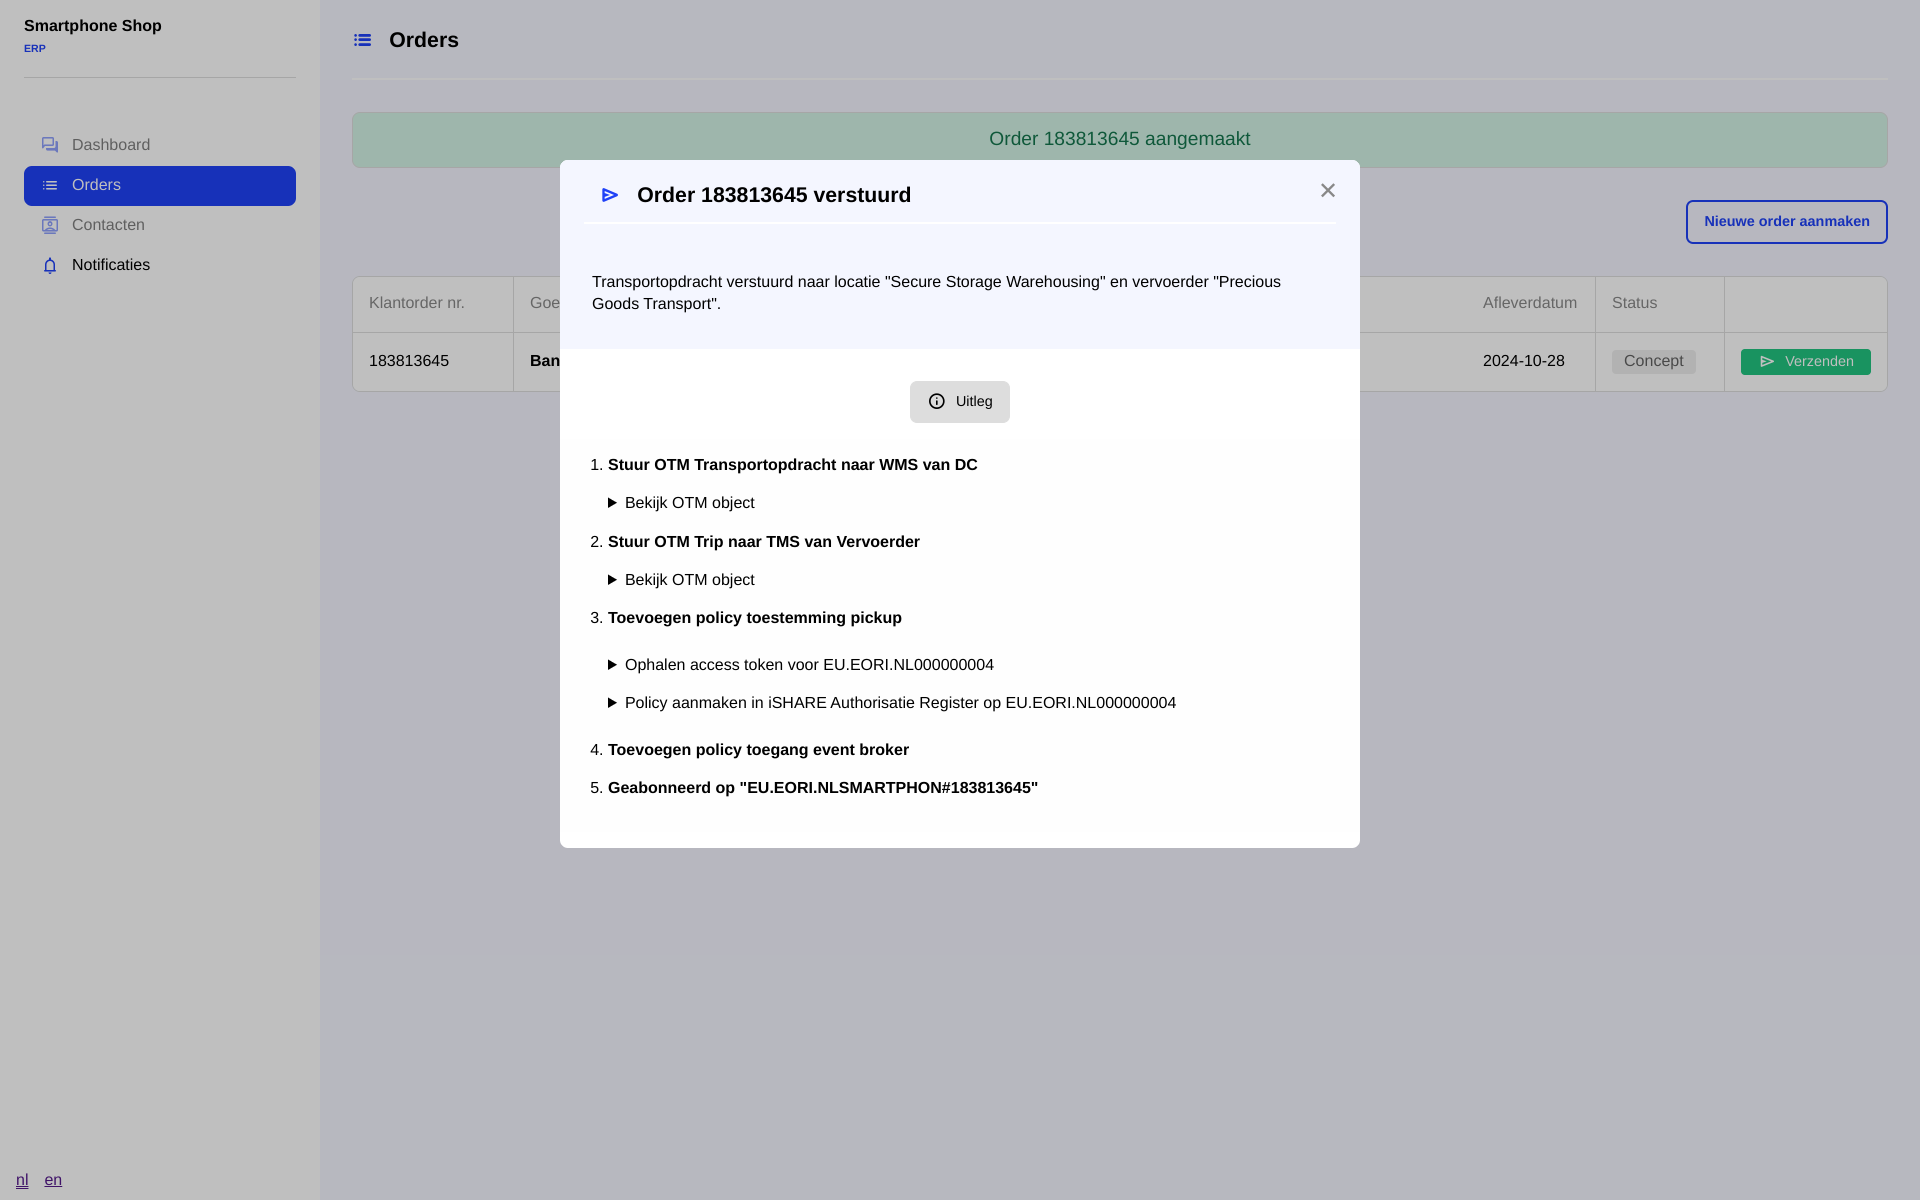 Smartphone Shop
ERP
Dashboard
Orders
Contacten
Notificaties
nl en
Orders
Order 183813645 aangemaakt
Nieuwe order aanmaken
Klantorder nr. Goe Afleverdatum Status
183813645 Ban 2024-10-28 Concept Verzenden
Order 183813645 verstuurd
Transportopdracht verstuurd naar locatie "Secure Storage Warehousing" en vervoerder "Precious
Goods Transport".
Uitleg
1. Stuur OTM Transportopdracht naar WMS van DC
Bekijk OTM object
2. Stuur OTM Trip naar TMS van Vervoerder
Bekijk OTM object
3. Toevoegen policy toestemming pickup
Ophalen access token voor EU.EORI.NL000000004
Policy aanmaken in iSHARE Authorisatie Register op EU.EORI.NL000000004
4. Toevoegen policy toegang event broker
5. Geabonneerd op "EU.EORI.NLSMARTPHON#183813645"